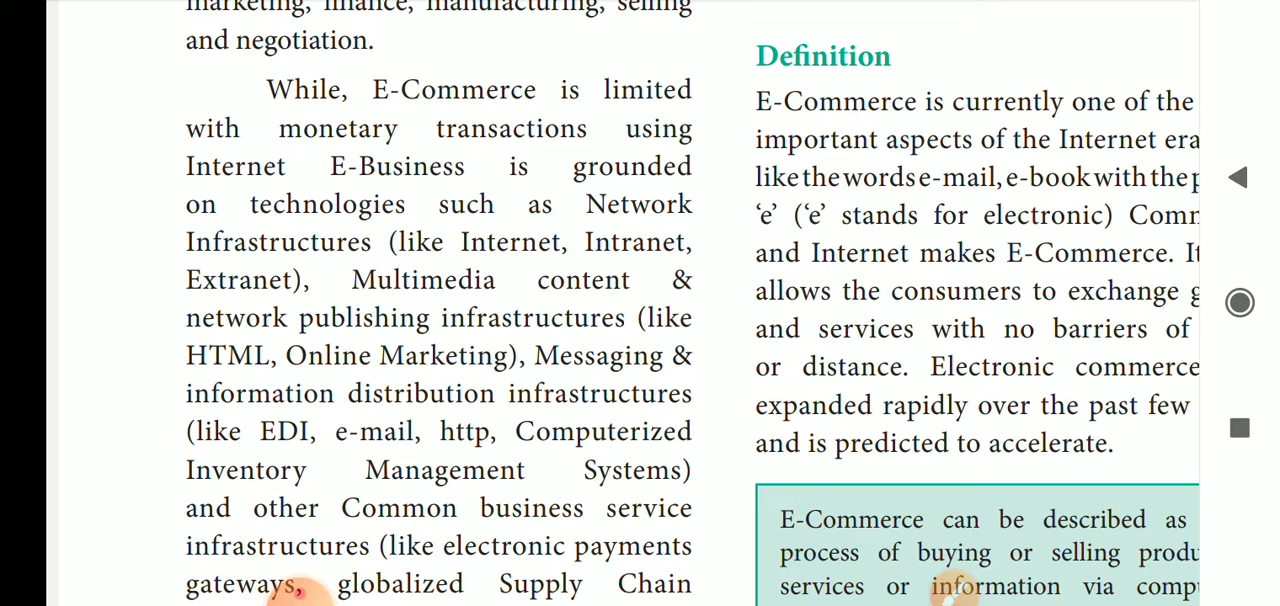 marketing, finance, manufacturing, selling
and negotiation.
While, E-Commerce is limited
with monetary transactions using
Internet E-Business is grounded
on technologies such as Network
Infrastructures (like Internet, Intranet,
Extranet), Multimedia content &
network publishing infrastructures (like
HTML, Online Marketing), Messaging &
information distribution infrastructures
(like EDI, e-mail, http, Computerized
Inventory Management Systems)
and other Common business service
infrastructures (like electronic payments
gateways, globalized Supply Chain
Definition
E-Commerce is currently one of the
important aspects of the Internet era
like the words e-mail, e-book with the p
‘e’ (‘e’ stands for electronic) Comm
and Internet makes E-Commerce. It
allows the consumers to exchange g
and services with no barriers of
or distance. Electronic commerce
expanded rapidly over the past few
and is predicted to accelerate.
E-Commerce can be described as
process of buying or selling produ
services or information via comp